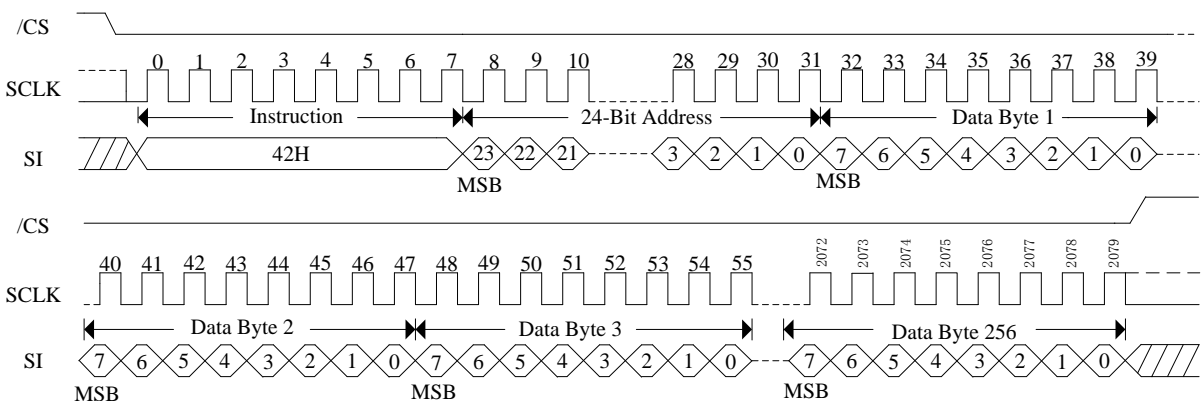 /CS
0 1 2 3 4 5 6 7 8 9 10 28 29 30 31 32 33 34 35 36 37 38 39
SCLK
Instruction 24-Bit Address Data Byte 1
SI 42H 23 22 21 3 2 1 0 7 6 5 4 3 2 1 0
MSB MSB
/CS
40 41 42 43 44 45 46 47 48 49 50 51 52 53 54 55 2072 2073 2074 2075 2076 2077 2078 2079
SCLK
Data Byte 2 Data Byte 3 Data Byte 256
SI 7 6 5 4 3 2 1 0 7 6 5 4 3 2 1 0 7 6 5 4 3 2 1 0
MSB MSB MSB